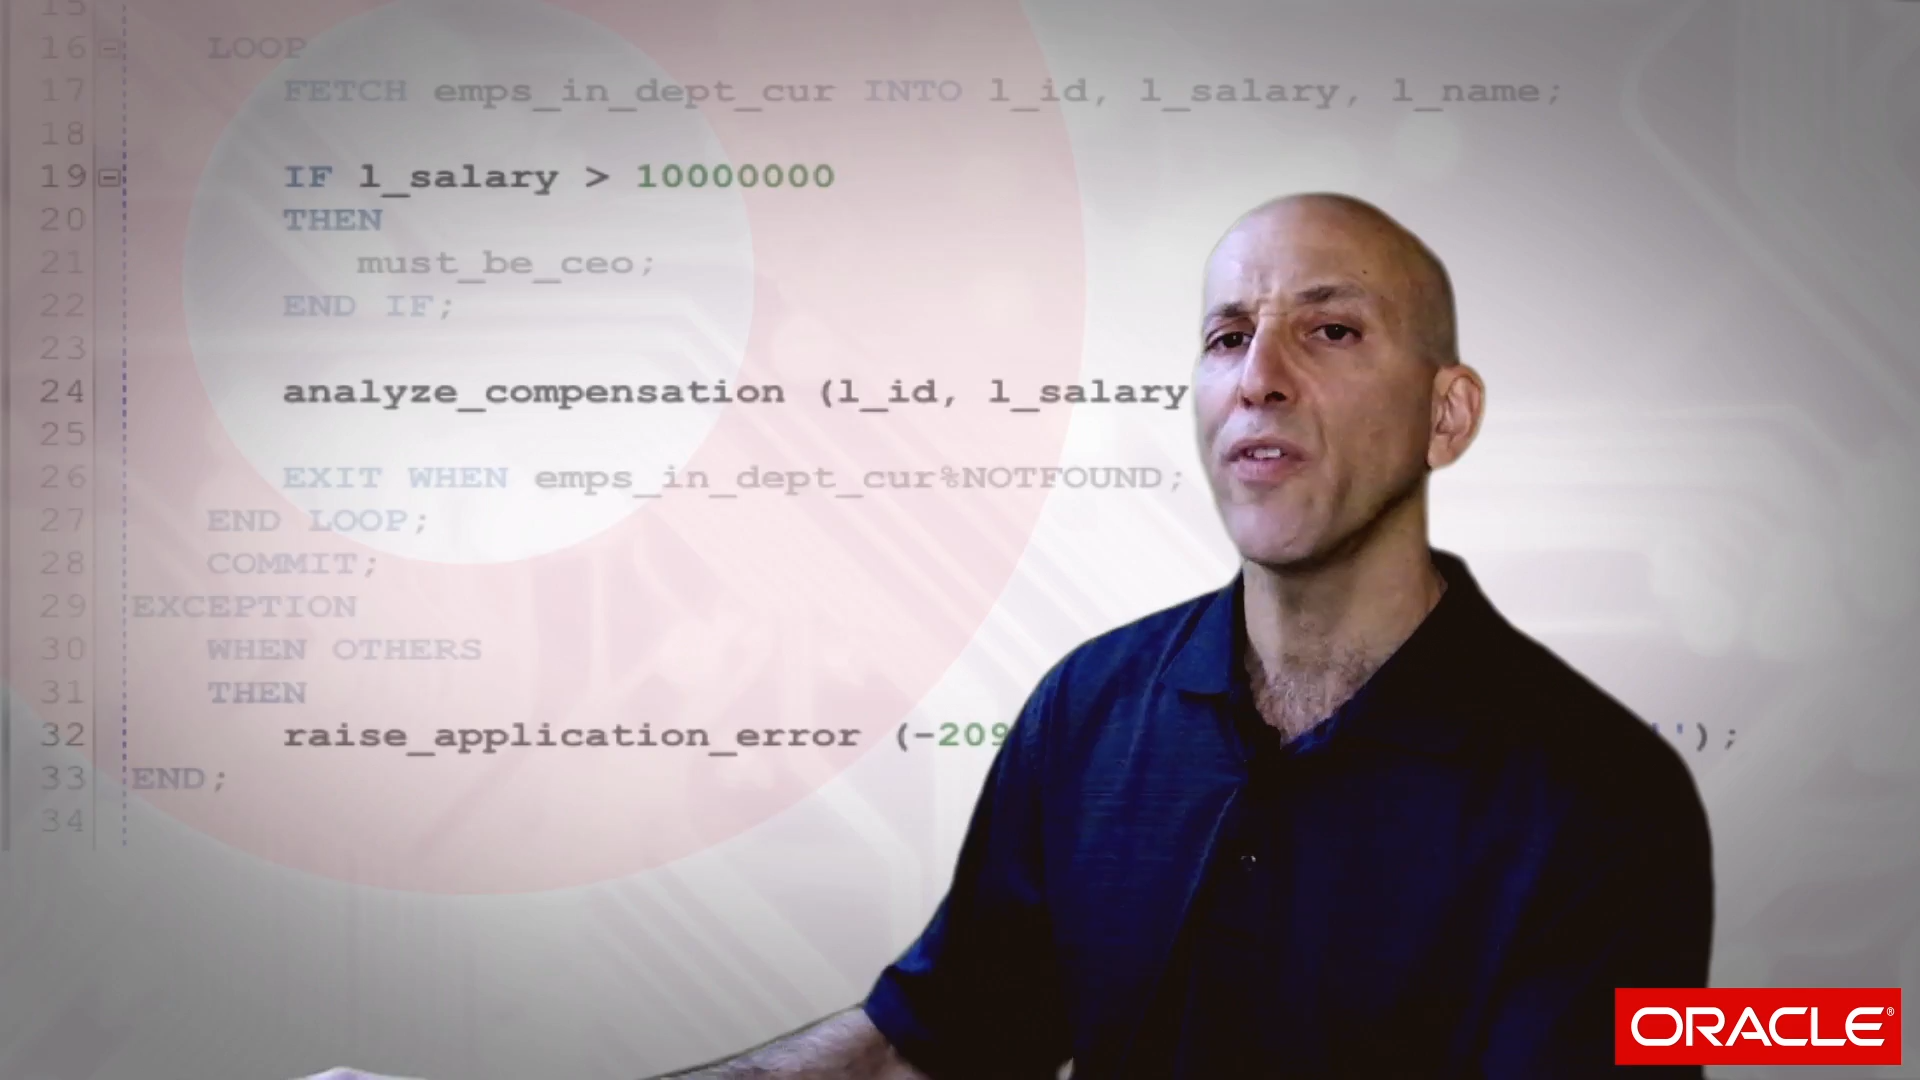 15
16 LOOP
17 FETCH emps_in_dept_cur INTO l_id, l_salary, l_name;
18
19 IF l_salary > 10000000
20 THEN
21 must_be_ceo;
22 END IF;
23
24 analyze_compensation (l_id, l_salary
25
26 EXIT WHEN emps_in_dept_cur%NOTFOUND;
27 END LOOP;
28 COMMIT;
29 EXCEPTION
30 WHEN OTHERS
31 THEN
32 raise_application_error (-209 ');
33 END;
34
ORACLE®